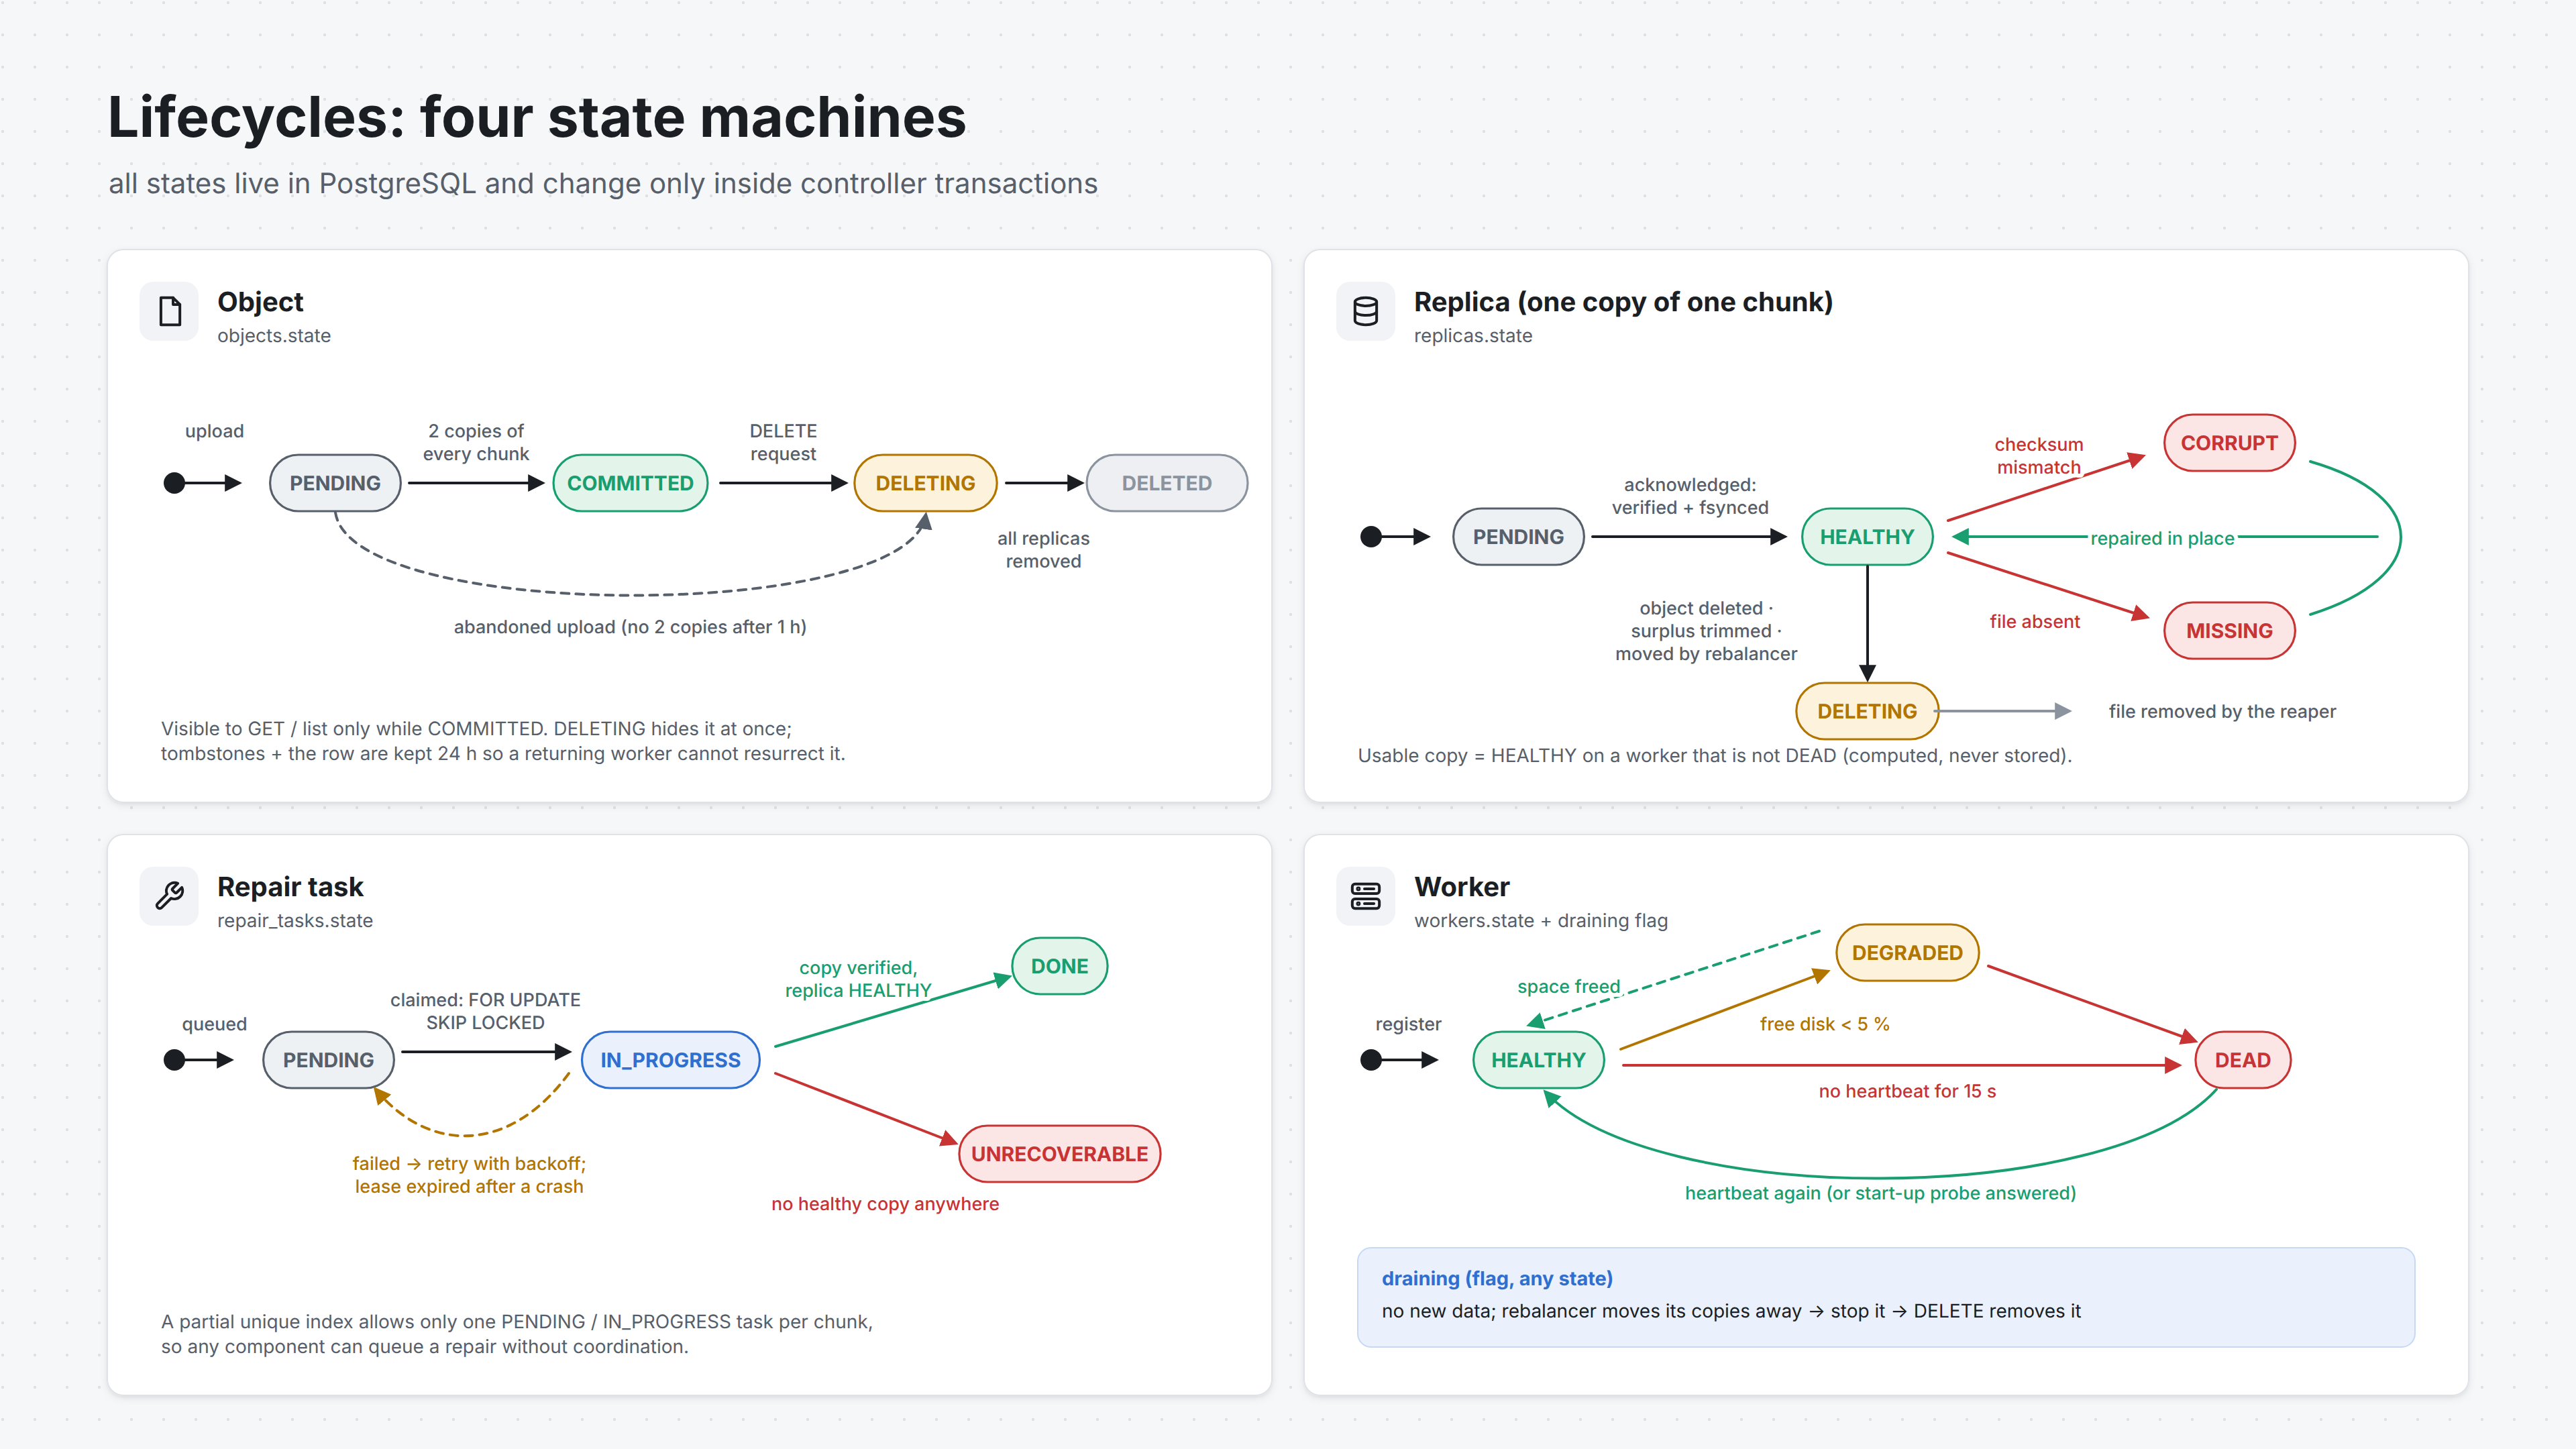 Lifecycles: four state machines
all states live in PostgreSQL and change only inside controller transactions
Object
objects.state
upload
2 copies of
every chunk
DELETE
request
PENDING
COMMITTED
DELETING
DELETED
all replicas
removed
abandoned upload (no 2 copies after 1 h)
Visible to GET / list only while COMMITTED. DELETING hides it at once;
tombstones + the row are kept 24 h so a returning worker cannot resurrect it.
Replica (one copy of one chunk)
replicas.state
checksum
mismatch
CORRUPT
acknowledged:
verified + fsynced
PENDING
HEALTHY
repaired in place
object deleted ·
surplus trimmed ·
moved by rebalancer
file absent
MISSING
DELETING
file removed by the reaper
Usable copy = HEALTHY on a worker that is not DEAD (computed, never stored).
Repair task
repair_tasks.state
copy verified,
replica HEALTHY
DONE
claimed: FOR UPDATE
SKIP LOCKED
queued
PENDING
IN_PROGRESS
failed → retry with backoff;
lease expired after a crash
UNRECOVERABLE
no healthy copy anywhere
A partial unique index allows only one PENDING / IN_PROGRESS task per chunk,
so any component can queue a repair without coordination.
Worker
workers.state + draining flag
DEGRADED
space freed
register
free disk < 5 %
HEALTHY
DEAD
no heartbeat for 15 s
heartbeat again (or start-up probe answered)
draining (flag, any state)
no new data; rebalancer moves its copies away → stop it → DELETE removes it